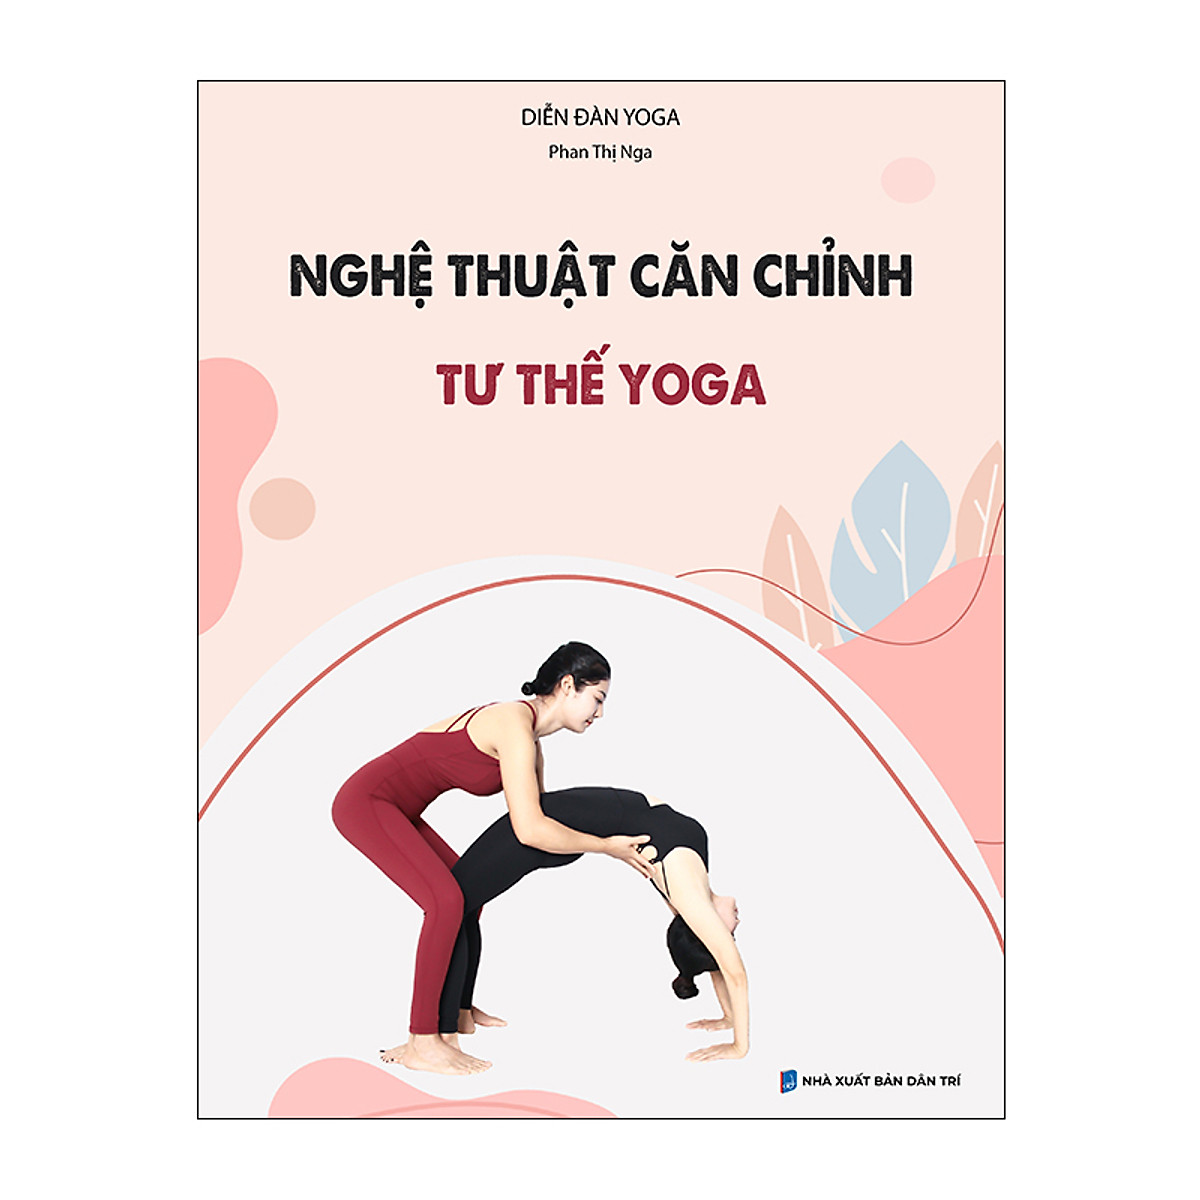 DIỄN ĐÀN YOGA
Phan Thị Nga
NGHỆ THUẬT CĂN CHỈNH
TƯ THẾ YOGA
NHÀ XUẤT BẢN DÂN TRÍ